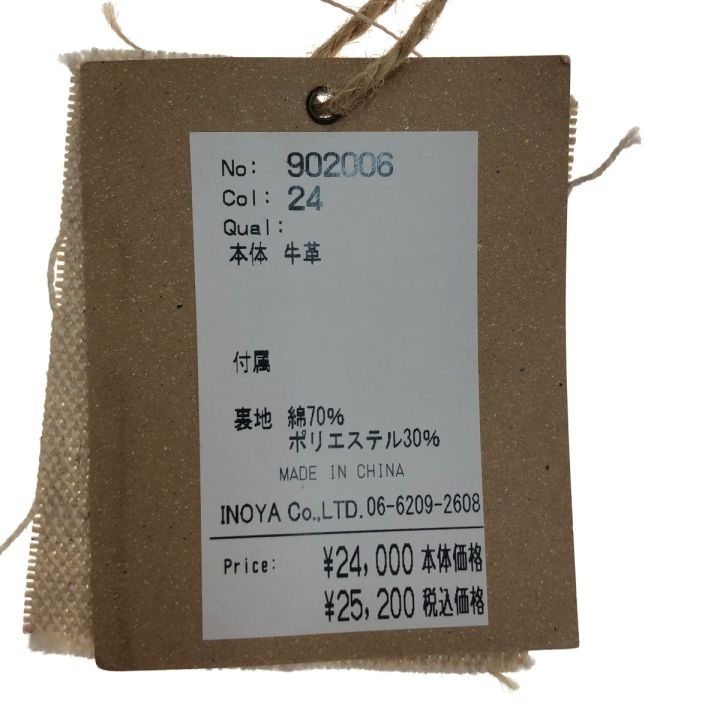 No: 902006
Col: 24
Qual:
本体 牛革
付属
裏地 綿70%
ポリエステル30%
MADE IN CHINA
INOYA Co.,LTD. 06-6209-2608
Price: ¥24,000 本体価格
¥25,200 税込価格